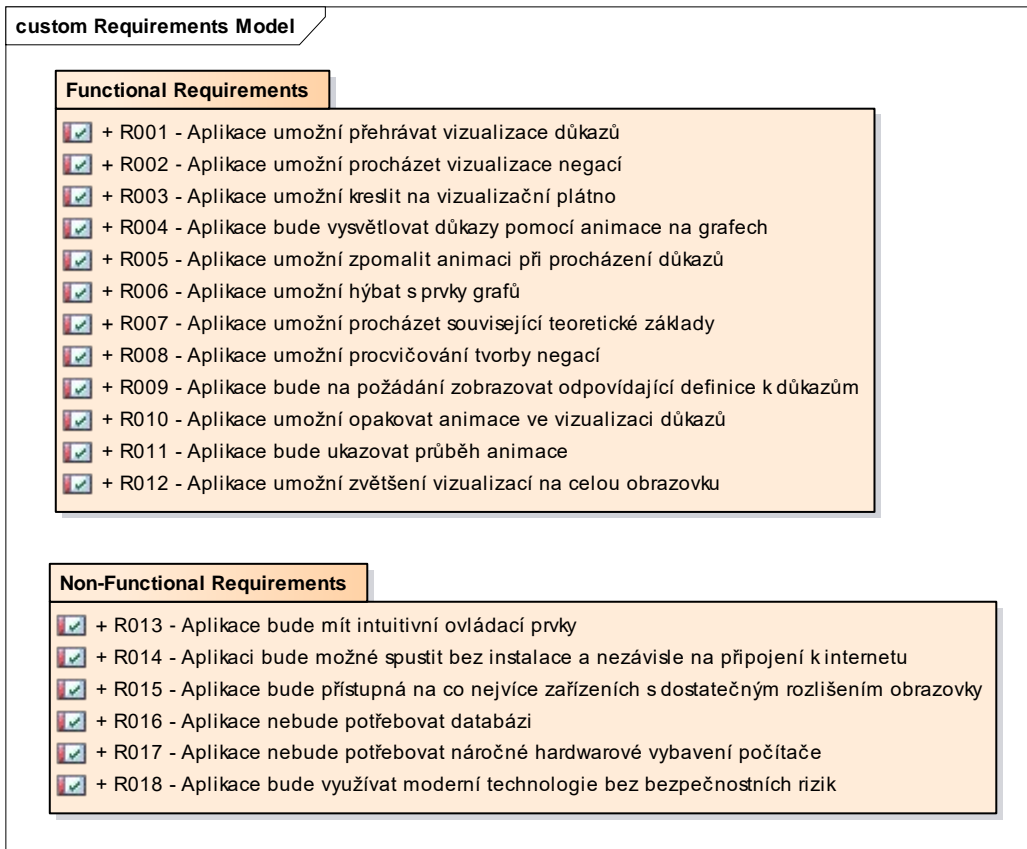 custom Requirements Model
Functional Requirements
+ R001 - Aplikace umožní přehrávat vizualizace důkazů
+ R002 - Aplikace umožní procházet vizualizace negací
+ R003 - Aplikace umožní kreslit na vizualizační plátno
+ R004 - Aplikace bude vysvětlovat důkazy pomocí animace na grafech
+ R005 - Aplikace umožní zpomalit animaci při procházení důkazů
+ R006 - Aplikace umožní hýbat s prvky grafů
+ R007 - Aplikace umožní procházet související teoretické základy
+ R008 - Aplikace umožní procvičování tvorby negací
+ R009 - Aplikace bude na požádání zobrazovat odpovídající definice k důkazům
+ R010 - Aplikace umožní opakovat animace ve vizualizaci důkazů
+ R011 - Aplikace bude ukazovat průběh animace
+ R012 - Aplikace umožní zvětšení vizualizací na celou obrazovku
Non-Functional Requirements
+ R013 - Aplikace bude mít intuitivní ovládací prvky
+ R014 - Aplikaci bude možné spustit bez instalace a nezávisle na připojení k internetu
+ R015 - Aplikace bude přístupná na co nejvíce zařízeních s dostatečným rozlišením obrazovky
+ R016 - Aplikace nebude potřebovat databázi
+ R017 - Aplikace nebude potřebovat náročné hardwarové vybavení počítače
+ R018 - Aplikace bude využívat moderní technologie bez bezpečnostních rizik